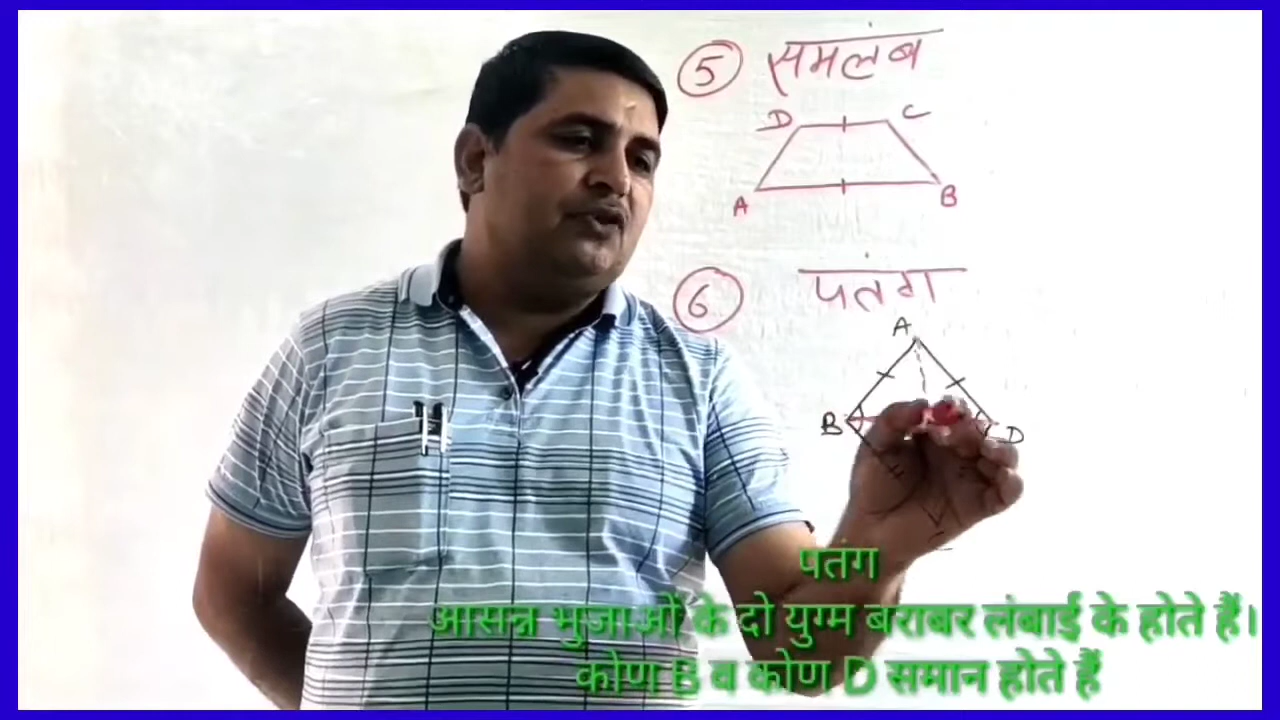 5 समलंब
D C
A B
6 पतंग
A
B D
पतंग
आसन्न भुजाओं के दो युग्म बराबर लंबाई के होते हैं।
कोण B व कोण D समान होते हैं